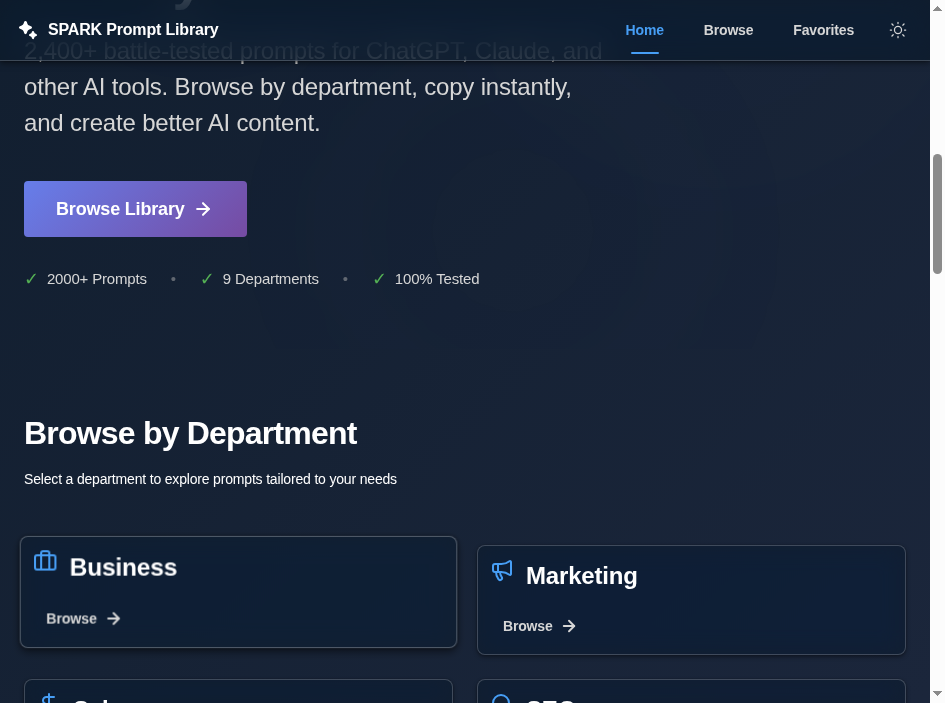 SPARK Prompt Library
Home
Browse
Favorites
2,400+ battle-tested prompts for ChatGPT, Claude, and
other AI tools. Browse by department, copy instantly,
and create better AI content.
Browse Library
✓ 2000+ Prompts • ✓ 9 Departments • ✓ 100% Tested
Browse by Department
Select a department to explore prompts tailored to your needs
Business
Browse
Marketing
Browse